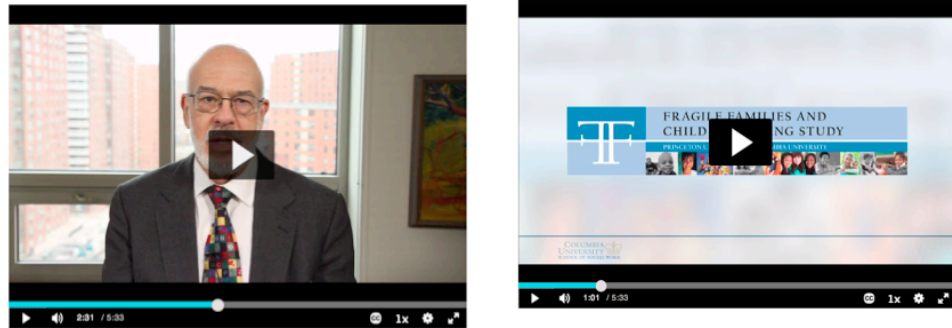 2:31 / 5:33
1x
FRAGILE FAMILIES AND
CHILD NG STUDY
PRINCETON UNIVERSITY
COLUMBIA
UNIVERSITY
SCHOOL OF SOCIAL WORK
1:01 / 5:33
CC 1x